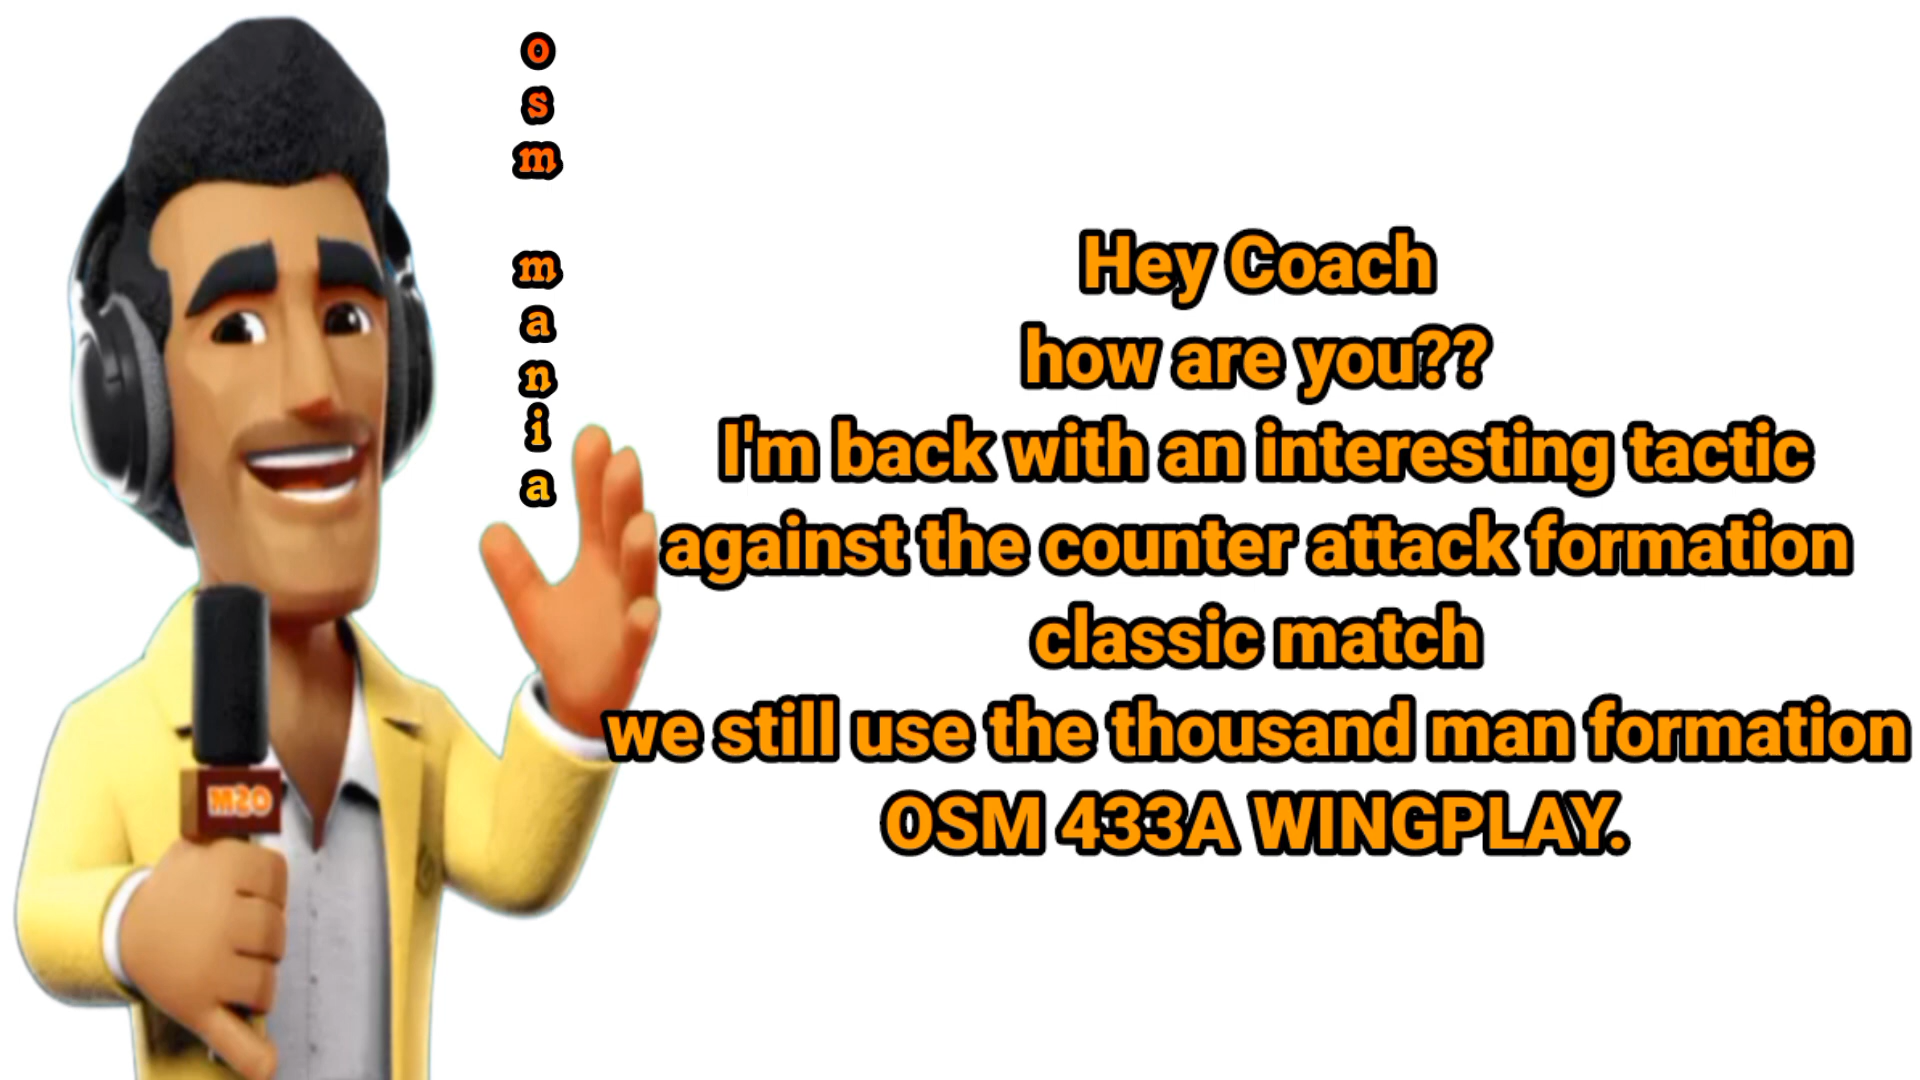 osm mania
Hey Coach
how are you??
I'm back with an interesting tactic
against the counter attack formation
classic match
we still use the thousand man formation
OSM 433A WINGPLAY.
M2O